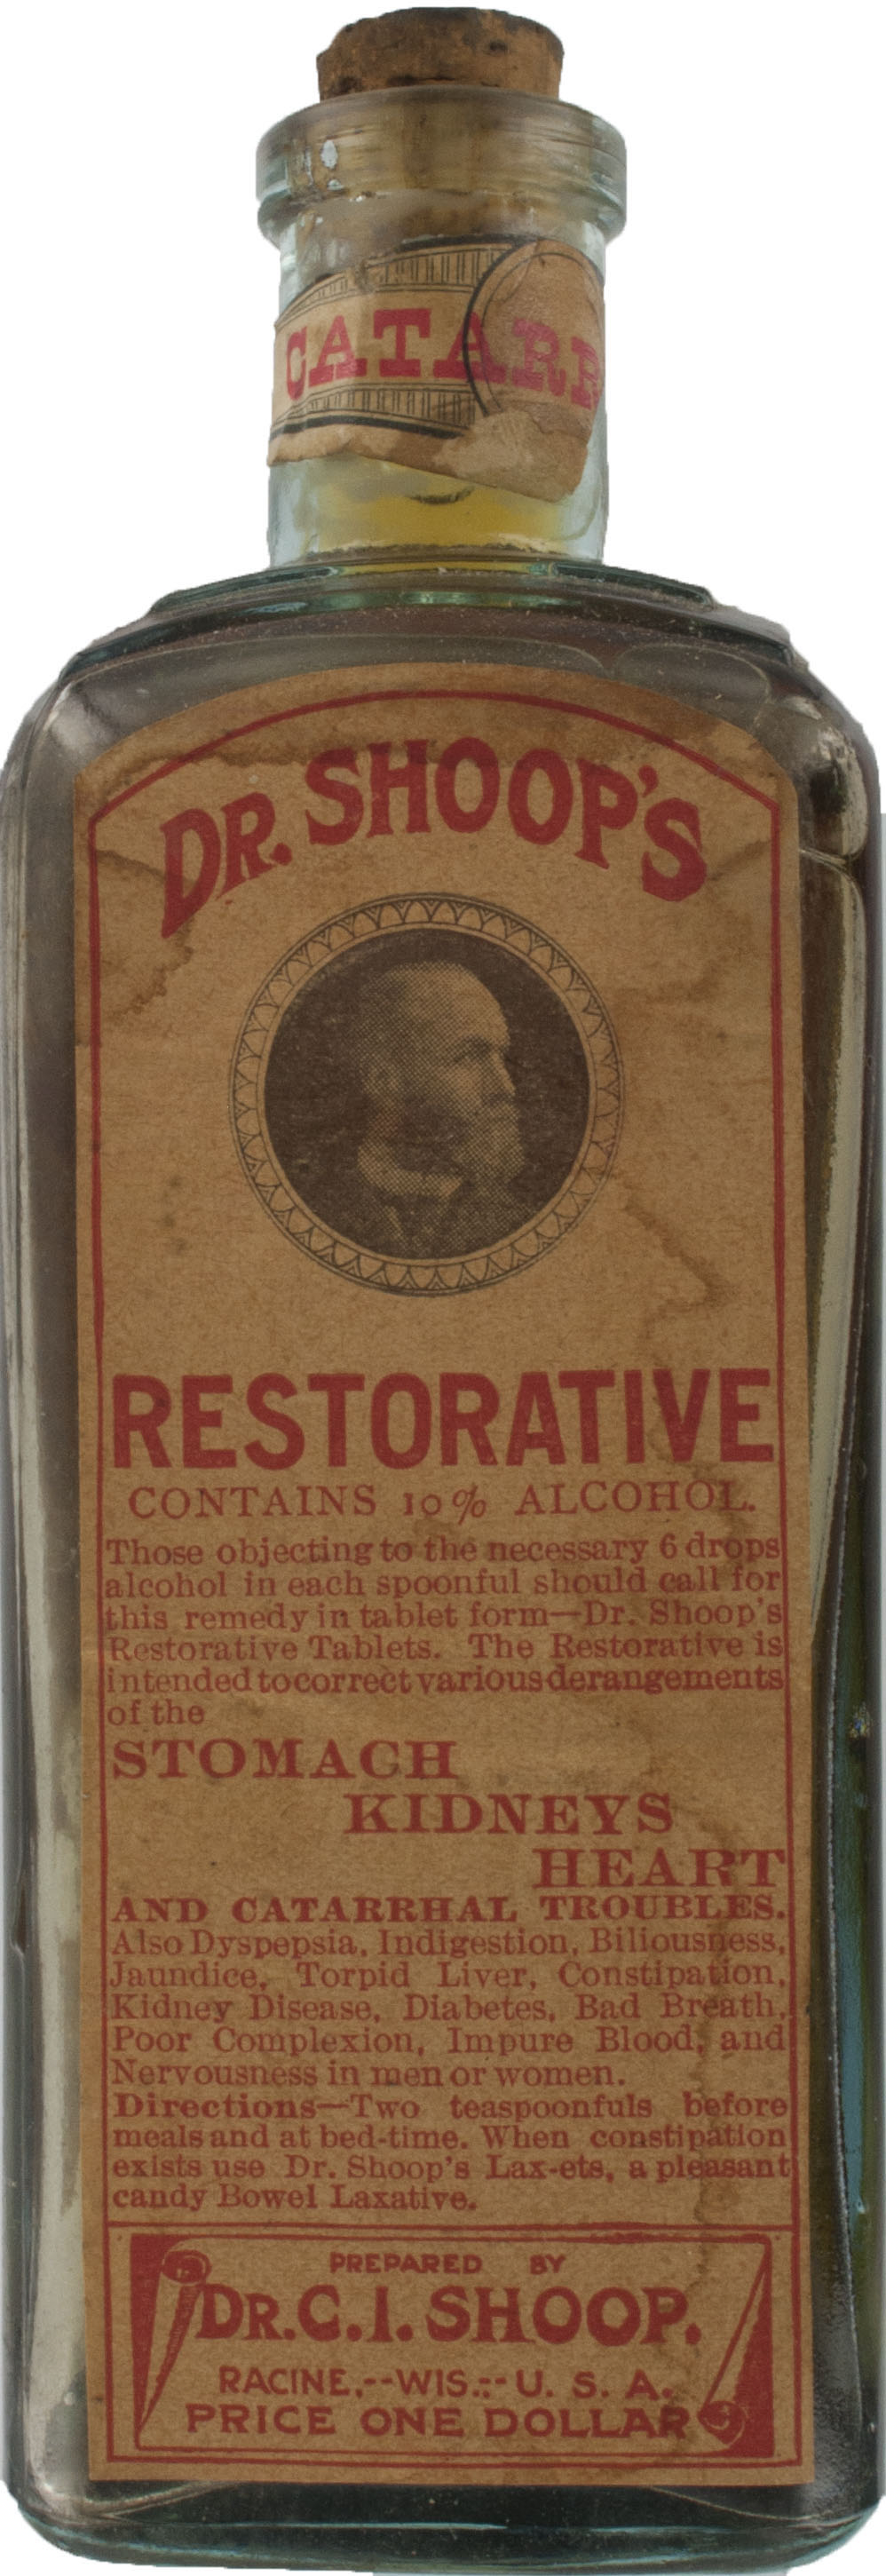 CATARR
DR. SHOOP'S
RESTORATIVE
CONTAINS 10% ALCOHOL.
Those objecting to the necessary 6 drops
alcohol in each spoonful should call for
this remedy in tablet form—Dr. Shoop's
Restorative Tablets. The Restorative is
intended to correct various derangements
of the
STOMACH
KIDNEYS
HEART
AND CATARRHAL TROUBLES.
Also Dyspepsia, Indigestion, Biliousness,
Jaundice, Torpid Liver, Constipation,
Kidney Disease, Diabetes, Bad Breath,
Poor Complexion, Impure Blood, and
Nervousness in men or women.
Directions—Two teaspoonfuls before
meals and at bed-time. When constipation
exists use Dr. Shoop's Lax-ets, a pleasant
candy Bowel Laxative.
PREPARED BY
DR. C. I. SHOOP.
RACINE,--WIS.:-- U. S. A.
PRICE ONE DOLLAR